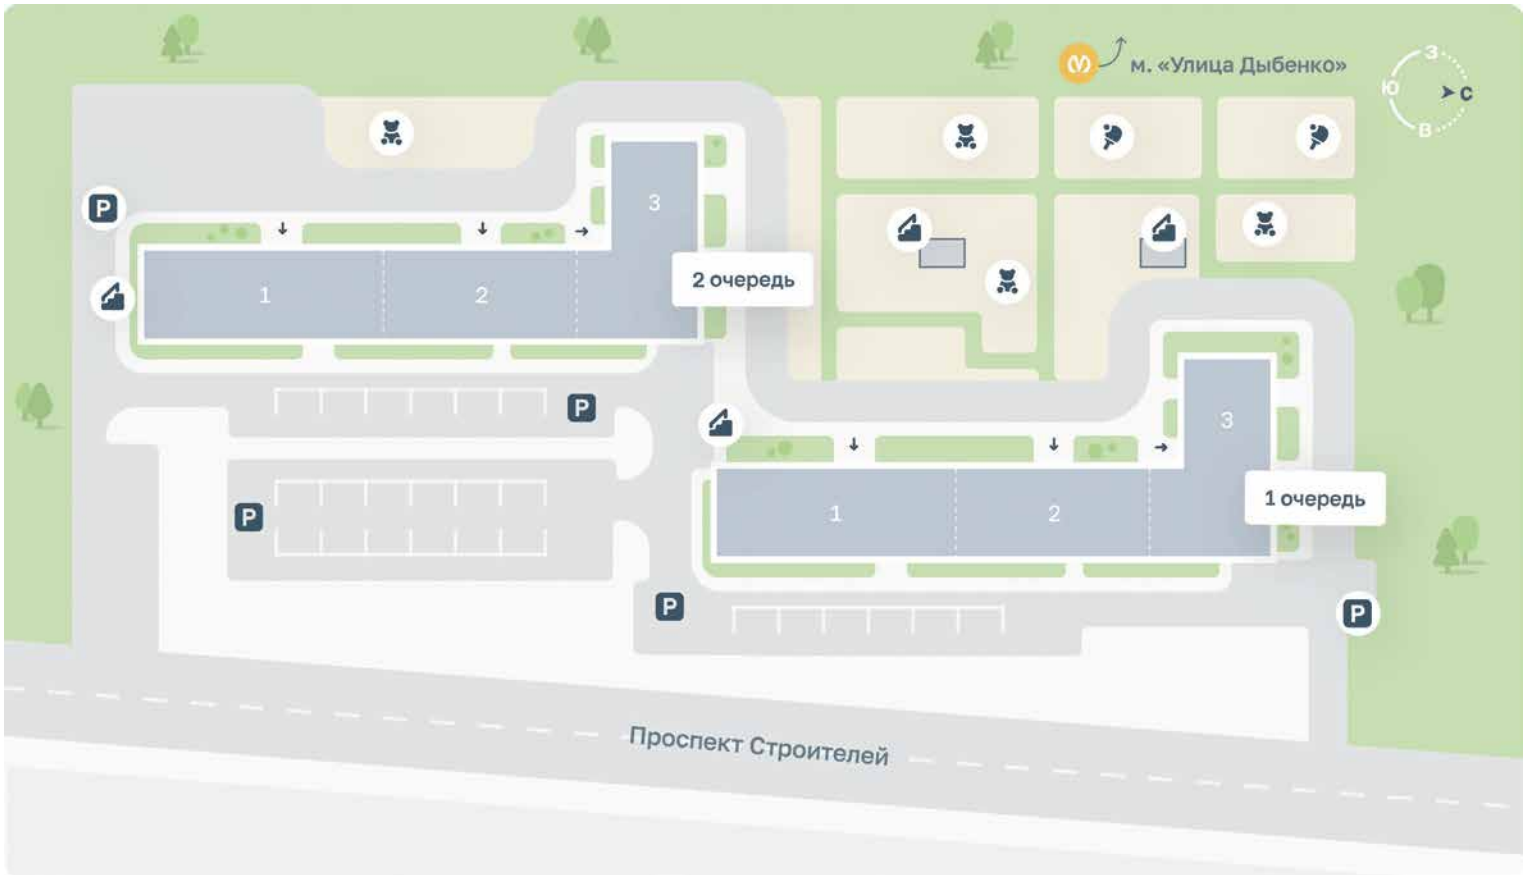 м. «Улица Дыбенко»
З
Ю
С
В
P
3
1
2
2 очередь
P
3
P
1
2
1 очередь
P
P
Проспект Строителей